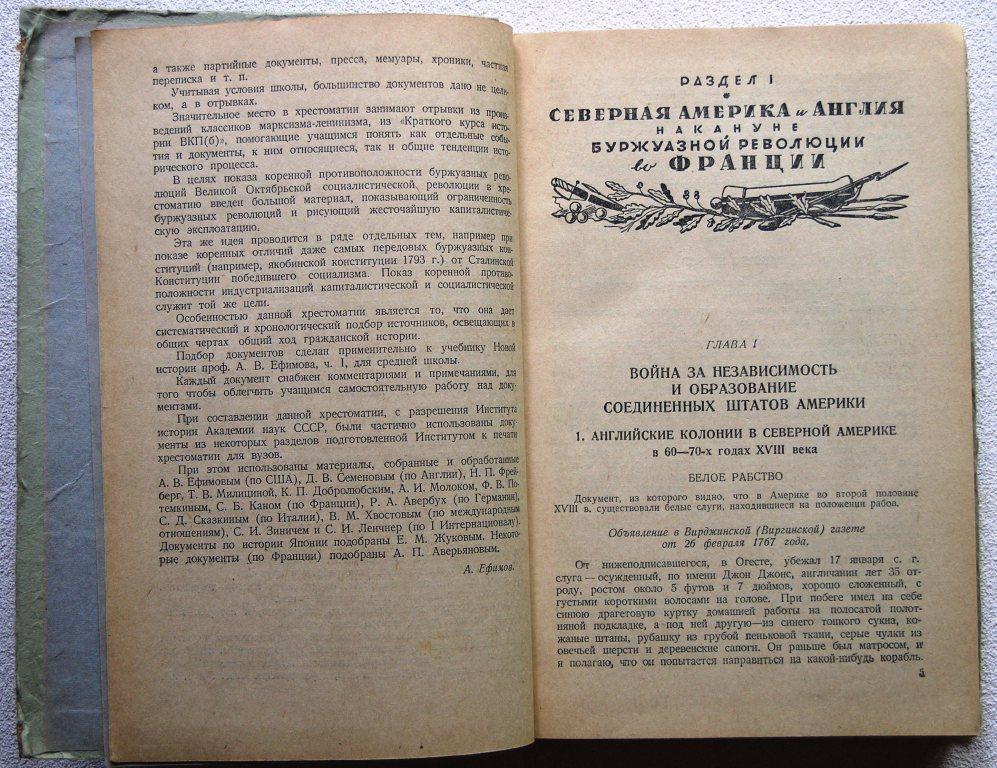 а также партийные документы, пресса, мемуары, хроники, частная
переписка и т. п.
Учитывая условия школы, большинство документов дано не цели-
ком, а в отрывках.
Значительное место в хрестоматии занимают отрывки из произ-
ведений классиков марксизма-ленинизма, из «Краткого курса исто-
рии ВКП(б)», помогающие учащимся понять как отдельные собы-
тия и документы, к ним относящиеся, так и общие тенденции исто-
рического процесса.
В целях показа коренной противоположности буржуазных рево-
люций Великой Октябрьской социалистической революции в хре-
стоматию введен большой материал, показывающий ограниченность
буржуазных революций и рисующий жесточайшую капиталистиче-
скую эксплоатацию.
Эта же идея проводится в ряде отдельных тем, например при
показе коренных отличий даже самых передовых буржуазных кон-
ституций (например, якобинской конституции 1793 г.) от Сталинской
Конституции победившего социализма. Показ коренной противо-
положности индустриализаций капиталистической и социалистической
служит той же цели.
Особенностью данной хрестоматии является то, что она дает
систематический и хронологический подбор источников, освещающих в
общих чертах общий ход гражданской истории.
Подбор документов сделан применительно к учебнику Новой
истории проф. А. В. Ефимова, ч. I, для средней школы.
Каждый документ снабжен комментариями и примечаниями, для
того чтобы облегчить учащимся самостоятельную работу над доку-
ментами.
При составлении данной хрестоматии, с разрешения Института
история Академии наук СССР, были частично использованы доку-
менты из некоторых разделов подготовленной Институтом к печати
хрестоматии для вузов.
При этом использованы материалы, собранные и обработанные
А. В. Ефимовым (по США), Д. В. Семеновым (по Англии), Н. П. Фрей-
берг, Т. В. Милициной, К. П. Добролюбским, А. И. Молоком, Ф. В. По-
темкиным, С. Б. Каном (по Франции), Р. А. Авербух (по Германии),
С. Д. Сказкиным (по Италии), В. М. Хвостовым (по международным
отношениям), С. И. Зиничем и С. И. Ленчнер (по I Интернационалу).
Документы по истории Японии подобраны Е. М. Жуковым. Некото-
рые документы (по Франции) подобраны А. П. Аверьяновым.
А. Ефимов.
РАЗДЕЛ I
СЕВЕРНАЯ АМЕРИКА и АНГЛИЯ
НАКАНУНЕ
БУРЖУАЗНОЙ РЕВОЛЮЦИИ
во ФРАНЦИИ
ГЛАВА I
ВОЙНА ЗА НЕЗАВИСИМОСТЬ
И ОБРАЗОВАНИЕ
СОЕДИНЕННЫХ ШТАТОВ АМЕРИКИ
1. АНГЛИЙСКИЕ КОЛОНИИ В СЕВЕРНОЙ АМЕРИКЕ
в 60—70-х годах XVIII века
БЕЛОЕ РАБСТВО
Документ, из которого видно, что в Америке во второй половине
XVIII в. существовали белые слуги, находившиеся на положения рабов.
Объявление в Вирджинской (Виргинской) газете
от 26 февраля 1767 года.
От нижеподписавшегося, в Огесте, убежал 17 января с. г.
слуга — осужденный, по имени Джон Джонс, англичанин лет 35 от-
роду, ростом около 5 футов и 7 дюймов, хорошо сложенный, с
густыми короткими волосами на голове. При побеге имел на себе
синюю драгетовую куртку домашней работы на полосатой полот-
няной подкладке, а под ней другую—из синего тонкого сукна, ко-
жаные штаны, рубашку из грубой пеньковой ткани, серые чулки из
овечьей шерсти и деревенские сапоги. Он раньше был матросом, и
я полагаю, что он попытается направиться на какой-нибудь корабль.
5